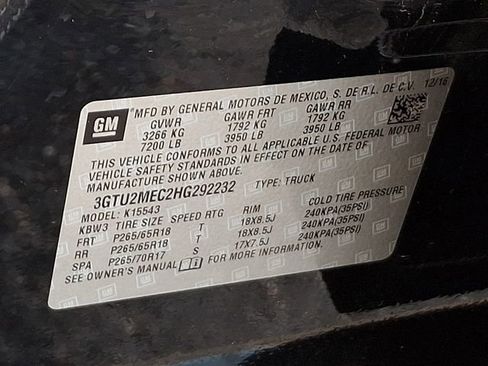 GM
MFD BY GENERAL MOTORS DE MEXICO, S. DE R.L. DE C.V. 12/16
GVWR GAWR FRT GAWR RR
3266 KG 1792 KG 1792 KG
7200 LB 3950 LB 3950 LB
THIS VEHICLE CONFORMS TO ALL APPLICABLE U.S. FEDERAL MOTOR
VEHICLE SAFETY STANDARDS IN EFFECT ON THE DATE OF
MANUFACTURE SHOWN ABOVE.
3GTU2MEC2HG292232 TYPE: TRUCK
MODEL: K15543
KBW3 TIRE SIZE SPEED RTG RIM COLD TIRE PRESSURE
FRT P265/65R18 T 18X8.5J 240KPA(35PSI)
RR P265/65R18 T 18X8.5J 240KPA(35PSI)
SPA P265/70R17 S 17X7.5J 240KPA(35PSI)
SEE OWNER'S MANUAL FOR MORE INFORMATION.